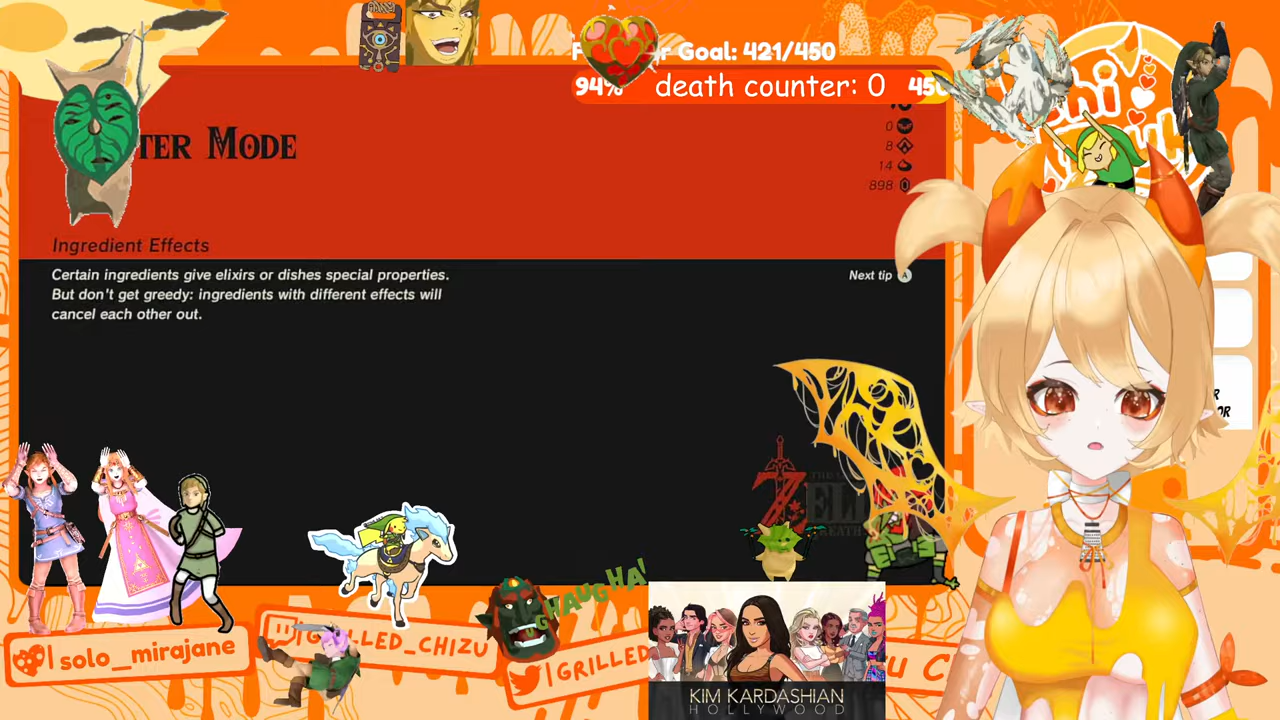 r Goal: 421/450
94%
death counter: 0
450
TER MODE
0
8
14
898
Ingredient Effects
Certain ingredients give elixirs or dishes special properties.
But don't get greedy: ingredients with different effects will
cancel each other out.
Next tip A
ZEL
GHAUGHA!
solo_mirajane
GRILLED_CHIZU
GRILLED
KIM KARDASHIAN
HOLLYWOOD